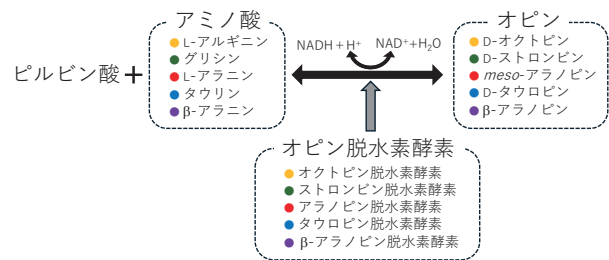 ピルビン酸+
アミノ酸
L-アルギニン
グリシン
L-アラニン
タウリン
β-アラニン
NADH+H⁺
NAD⁺+H₂O
オピン
D-オクトピン
D-ストロンビン
meso-アラノピン
D-タウロピン
β-アラノピン
オピン脱水素酵素
オクトピン脱水素酵素
ストロンビン脱水素酵素
アラノピン脱水素酵素
タウロピン脱水素酵素
β-アラノピン脱水素酵素